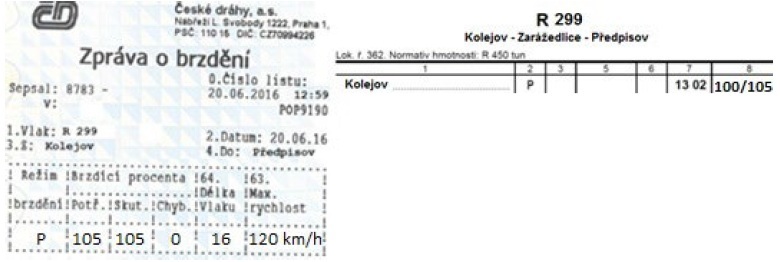 ČD
České dráhy, a.s.
Nábřeží L. Svobody 1222, Praha 1,
PSČ: 110 15 DIČ: CZ70994226
Zpráva o brzdění
0.Číslo listu:
Sepsal: 8783 - 20.06.2016 12:59
V: POP9190
1.Vlak: R 299 2.Datum: 20.06.16
3.Z: Kolejov 4.Do: Předpisov
Režim Brzdící procenta 64. 63.
Délka Max.
brzdění Potř. Skut. Chyb. Vlaku rychlost
P 105 105 0 16 120 km/h
R 299
Kolejov - Zarážedlice - Předpisov
Lok. ř. 362. Normativ hmotnosti: R 450 tun
1 2 3 5 6 7 8
Kolejov P 13 02 100/105